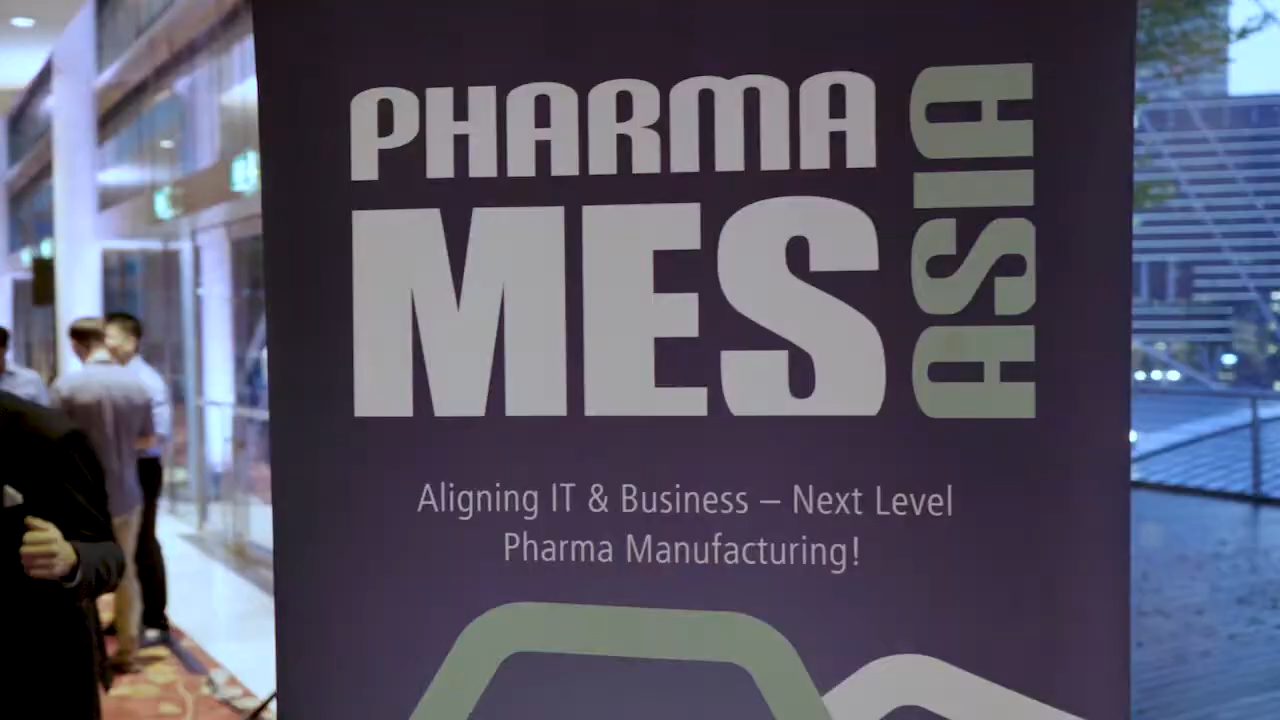 PHARMA
MES
ASIA
Aligning IT & Business – Next Level
Pharma Manufacturing!